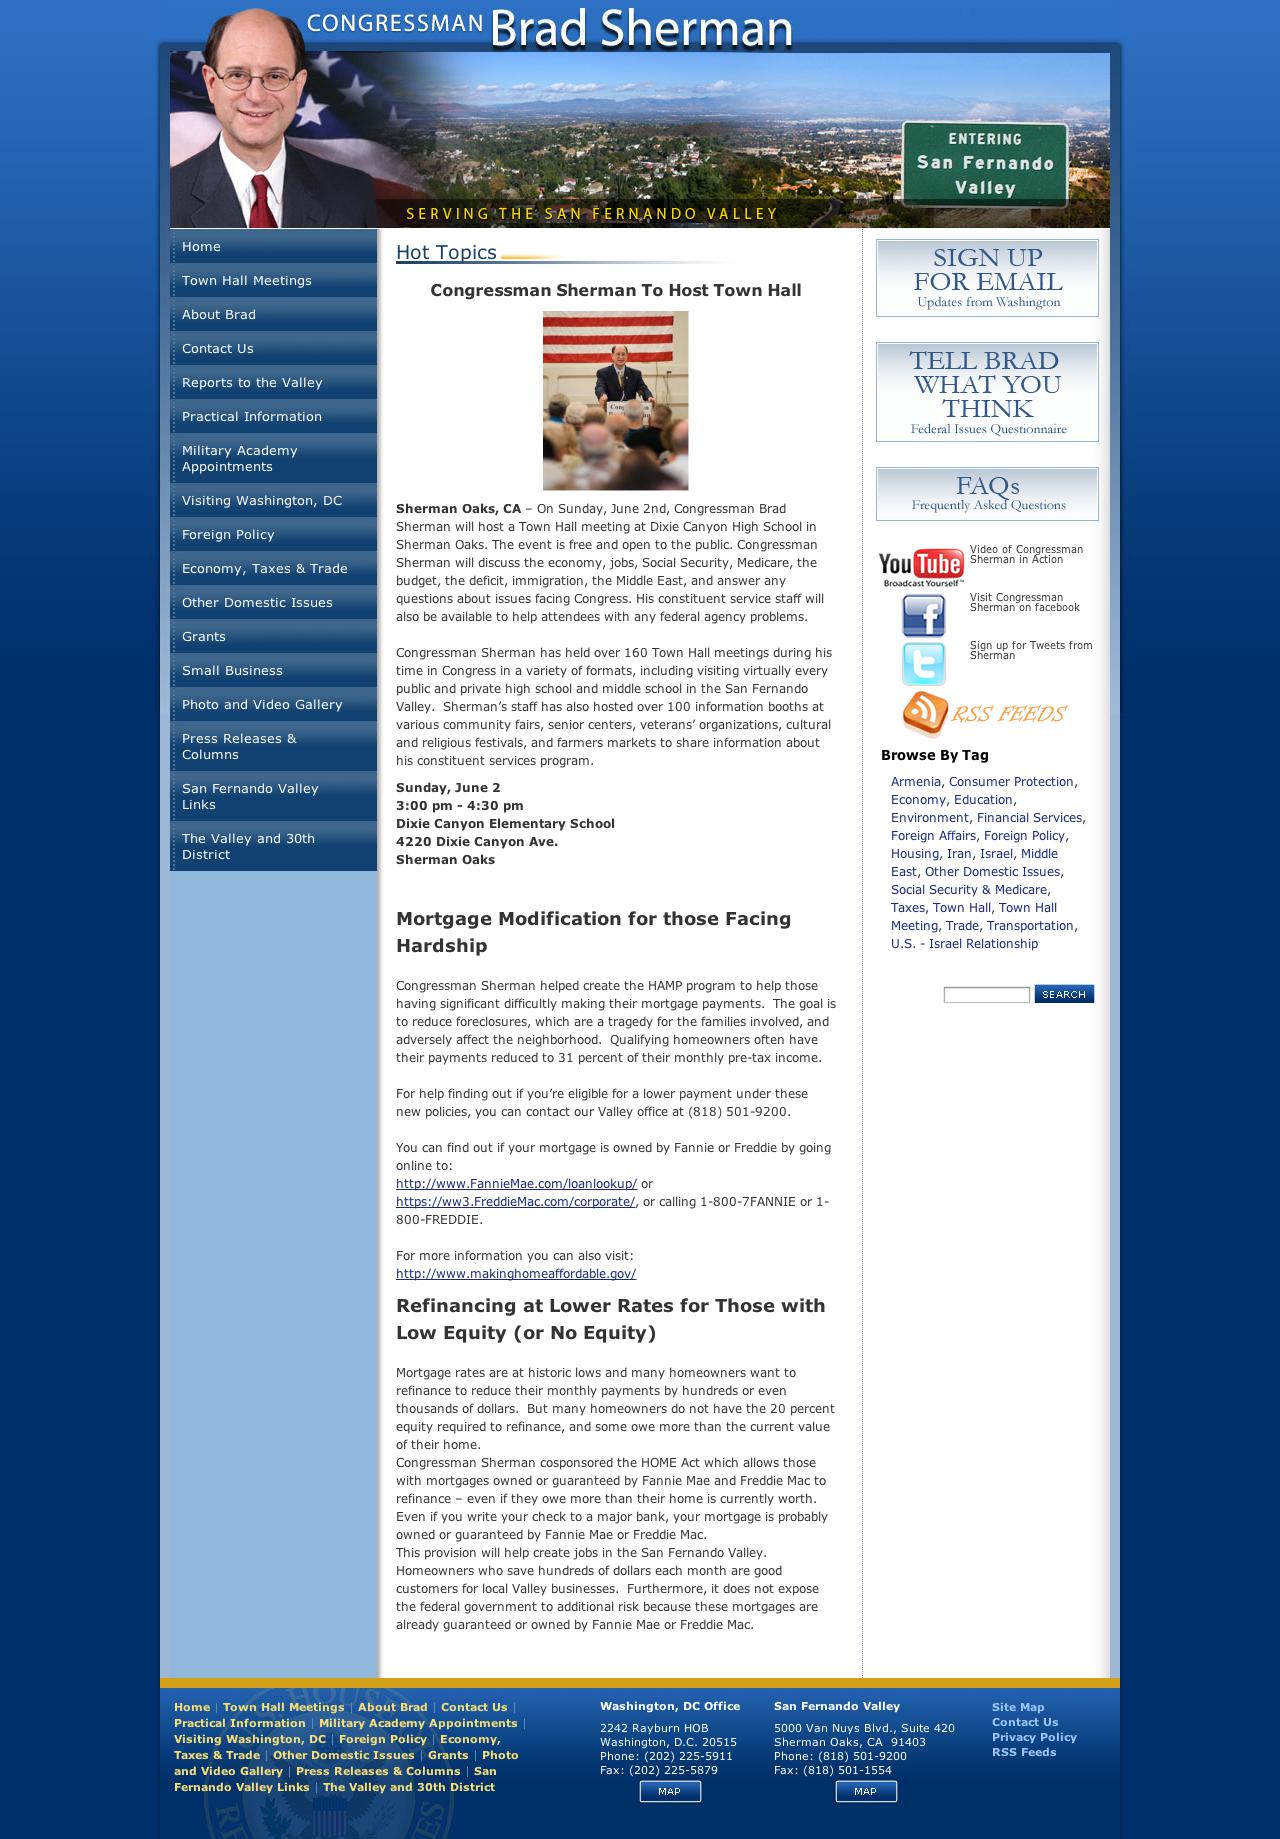 CONGRESSMAN Brad Sherman
ENTERING
San Fernando
Valley
SERVING THE SAN FERNANDO VALLEY
Home
Town Hall Meetings
About Brad
Contact Us
Reports to the Valley
Practical Information
Military Academy
Appointments
Visiting Washington, DC
Foreign Policy
Economy, Taxes & Trade
Other Domestic Issues
Grants
Small Business
Photo and Video Gallery
Press Releases &
Columns
San Fernando Valley
Links
The Valley and 30th
District
Hot Topics
Congressman Sherman To Host Town Hall
Sherman Oaks, CA – On Sunday, June 2nd, Congressman Brad
Sherman will host a Town Hall meeting at Dixie Canyon High School in
Sherman Oaks. The event is free and open to the public. Congressman
Sherman will discuss the economy, jobs, Social Security, Medicare, the
budget, the deficit, immigration, the Middle East, and answer any
questions about issues facing Congress. His constituent service staff will
also be available to help attendees with any federal agency problems.
Congressman Sherman has held over 160 Town Hall meetings during his
time in Congress in a variety of formats, including visiting virtually every
public and private high school and middle school in the San Fernando
Valley.  Sherman’s staff has also hosted over 100 information booths at
various community fairs, senior centers, veterans’ organizations, cultural
and religious festivals, and farmers markets to share information about
his constituent services program.
Sunday, June 2
3:00 pm - 4:30 pm
Dixie Canyon Elementary School
4220 Dixie Canyon Ave.
Sherman Oaks
Mortgage Modification for those Facing
Hardship
Congressman Sherman helped create the HAMP program to help those
having significant difficultly making their mortgage payments.  The goal is
to reduce foreclosures, which are a tragedy for the families involved, and
adversely affect the neighborhood.  Qualifying homeowners often have
their payments reduced to 31 percent of their monthly pre-tax income.
For help finding out if you’re eligible for a lower payment under these
new policies, you can contact our Valley office at (818) 501-9200.
You can find out if your mortgage is owned by Fannie or Freddie by going
online to:
http://www.FannieMae.com/loanlookup/ or
https://ww3.FreddieMac.com/corporate/, or calling 1-800-7FANNIE or 1-
800-FREDDIE.
For more information you can also visit:
http://www.makinghomeaffordable.gov/
Refinancing at Lower Rates for Those with
Low Equity (or No Equity)
Mortgage rates are at historic lows and many homeowners want to
refinance to reduce their monthly payments by hundreds or even
thousands of dollars.  But many homeowners do not have the 20 percent
equity required to refinance, and some owe more than the current value
of their home.
Congressman Sherman cosponsored the HOME Act which allows those
with mortgages owned or guaranteed by Fannie Mae and Freddie Mac to
refinance – even if they owe more than their home is currently worth.
Even if you write your check to a major bank, your mortgage is probably
owned or guaranteed by Fannie Mae or Freddie Mac.
This provision will help create jobs in the San Fernando Valley.
Homeowners who save hundreds of dollars each month are good
customers for local Valley businesses.  Furthermore, it does not expose
the federal government to additional risk because these mortgages are
already guaranteed or owned by Fannie Mae or Freddie Mac.
SIGN UP
FOR EMAIL
Updates from Washington
TELL BRAD
WHAT YOU
THINK
Federal Issues Questionnaire
FAQs
Frequently Asked Questions
YouTube
Broadcast Yourself™
Video of Congressman
Sherman in Action
Visit Congressman
Sherman on facebook
Sign up for Tweets from
Sherman
RSS FEEDS
Browse By Tag
Armenia, Consumer Protection,
Economy, Education,
Environment, Financial Services,
Foreign Affairs, Foreign Policy,
Housing, Iran, Israel, Middle
East, Other Domestic Issues,
Social Security & Medicare,
Taxes, Town Hall, Town Hall
Meeting, Trade, Transportation,
U.S. - Israel Relationship
SEARCH
Home | Town Hall Meetings | About Brad | Contact Us |
Practical Information | Military Academy Appointments |
Visiting Washington, DC | Foreign Policy | Economy,
Taxes & Trade | Other Domestic Issues | Grants | Photo
and Video Gallery | Press Releases & Columns | San
Fernando Valley Links | The Valley and 30th District
Washington, DC Office
2242 Rayburn HOB
Washington, D.C. 20515
Phone: (202) 225-5911
Fax: (202) 225-5879
MAP
San Fernando Valley
5000 Van Nuys Blvd., Suite 420
Sherman Oaks, CA  91403
Phone: (818) 501-9200
Fax: (818) 501-1554
MAP
Site Map
Contact Us
Privacy Policy
RSS Feeds